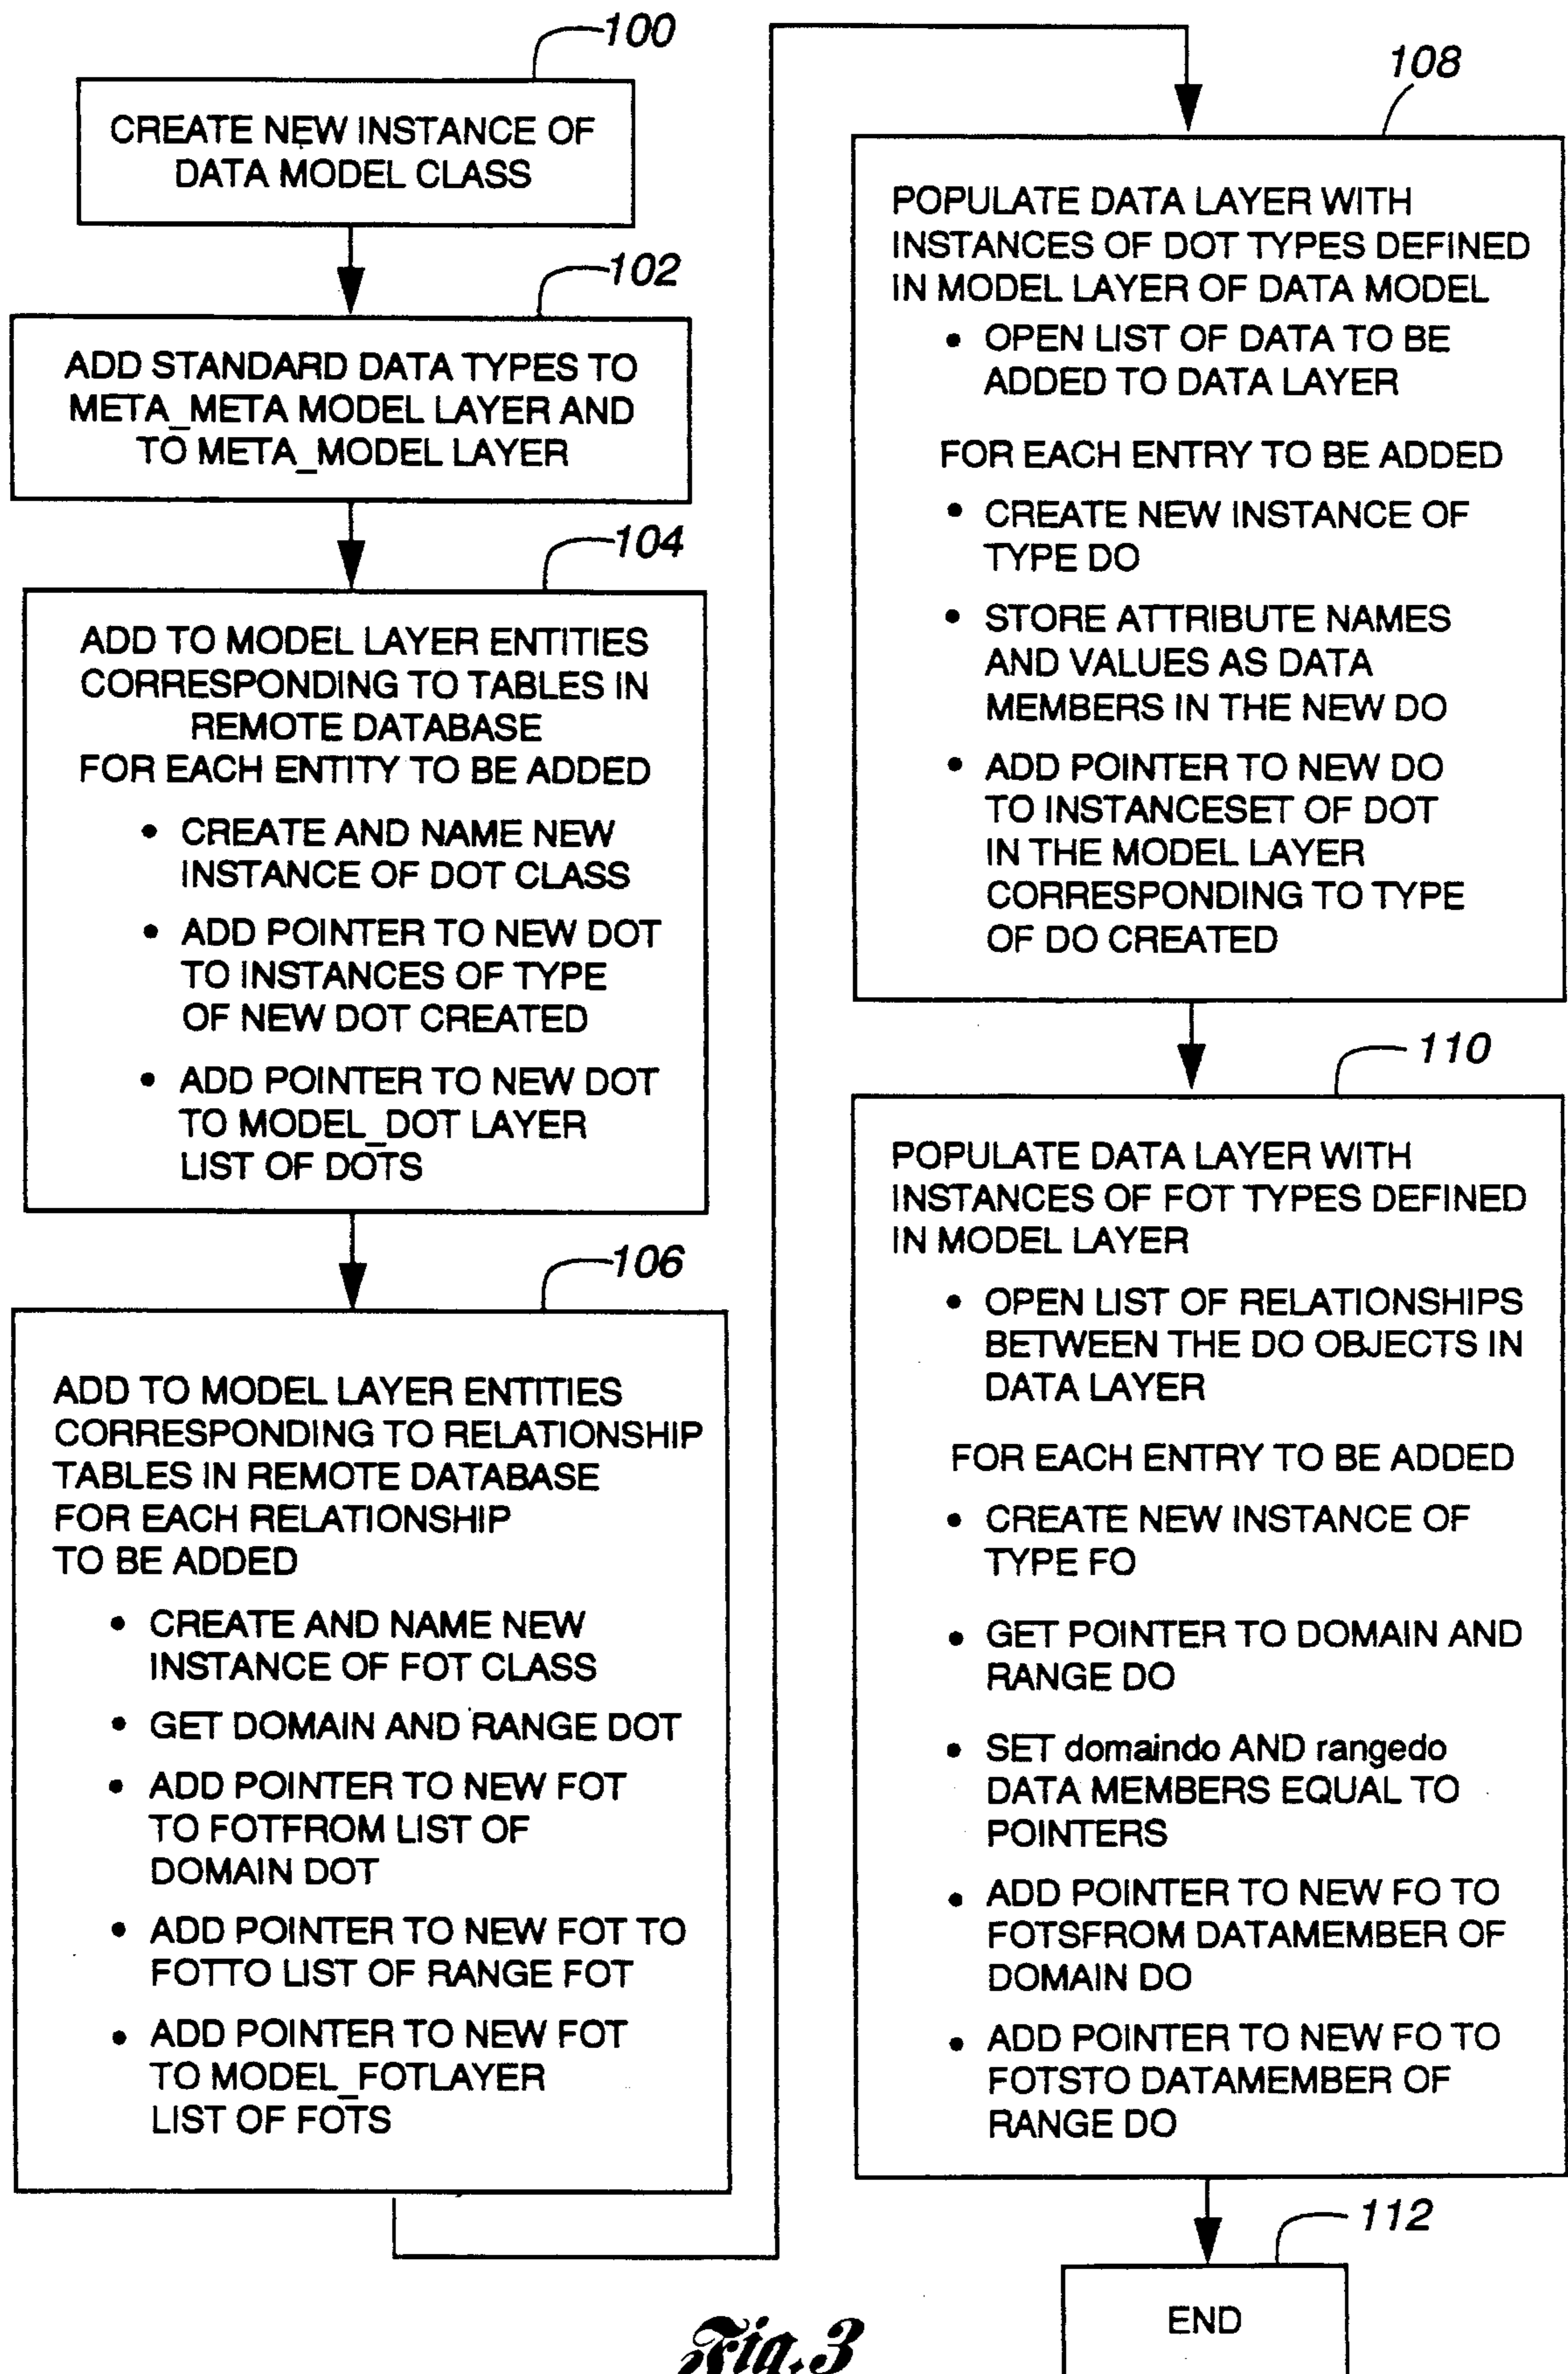 100
CREATE NEW INSTANCE OF
DATA MODEL CLASS
102
ADD STANDARD DATA TYPES TO
META_META MODEL LAYER AND
TO META_MODEL LAYER
104
ADD TO MODEL LAYER ENTITIES
CORRESPONDING TO TABLES IN
REMOTE DATABASE
FOR EACH ENTITY TO BE ADDED
• CREATE AND NAME NEW
INSTANCE OF DOT CLASS
• ADD POINTER TO NEW DOT
TO INSTANCES OF TYPE
OF NEW DOT CREATED
• ADD POINTER TO NEW DOT
TO MODEL_DOT LAYER
LIST OF DOTS
106
ADD TO MODEL LAYER ENTITIES
CORRESPONDING TO RELATIONSHIP
TABLES IN REMOTE DATABASE
FOR EACH RELATIONSHIP
TO BE ADDED
• CREATE AND NAME NEW
INSTANCE OF FOT CLASS
• GET DOMAIN AND RANGE DOT
• ADD POINTER TO NEW FOT
TO FOTFROM LIST OF
DOMAIN DOT
• ADD POINTER TO NEW FOT TO
FOTTO LIST OF RANGE FOT
• ADD POINTER TO NEW FOT
TO MODEL_FOTLAYER
LIST OF FOTS
108
POPULATE DATA LAYER WITH
INSTANCES OF DOT TYPES DEFINED
IN MODEL LAYER OF DATA MODEL
• OPEN LIST OF DATA TO BE
ADDED TO DATA LAYER
FOR EACH ENTRY TO BE ADDED
• CREATE NEW INSTANCE OF
TYPE DO
• STORE ATTRIBUTE NAMES
AND VALUES AS DATA
MEMBERS IN THE NEW DO
• ADD POINTER TO NEW DO
TO INSTANCESET OF DOT
IN THE MODEL LAYER
CORRESPONDING TO TYPE
OF DO CREATED
110
POPULATE DATA LAYER WITH
INSTANCES OF FOT TYPES DEFINED
IN MODEL LAYER
• OPEN LIST OF RELATIONSHIPS
BETWEEN THE DO OBJECTS IN
DATA LAYER
FOR EACH ENTRY TO BE ADDED
• CREATE NEW INSTANCE OF
TYPE FO
• GET POINTER TO DOMAIN AND
RANGE DO
• SET domaindo AND rangedo
DATA MEMBERS EQUAL TO
POINTERS
• ADD POINTER TO NEW FO TO
FOTSFROM DATAMEMBER OF
DOMAIN DO
• ADD POINTER TO NEW FO TO
FOTSTO DATAMEMBER OF
RANGE DO
112
END
Fig.3